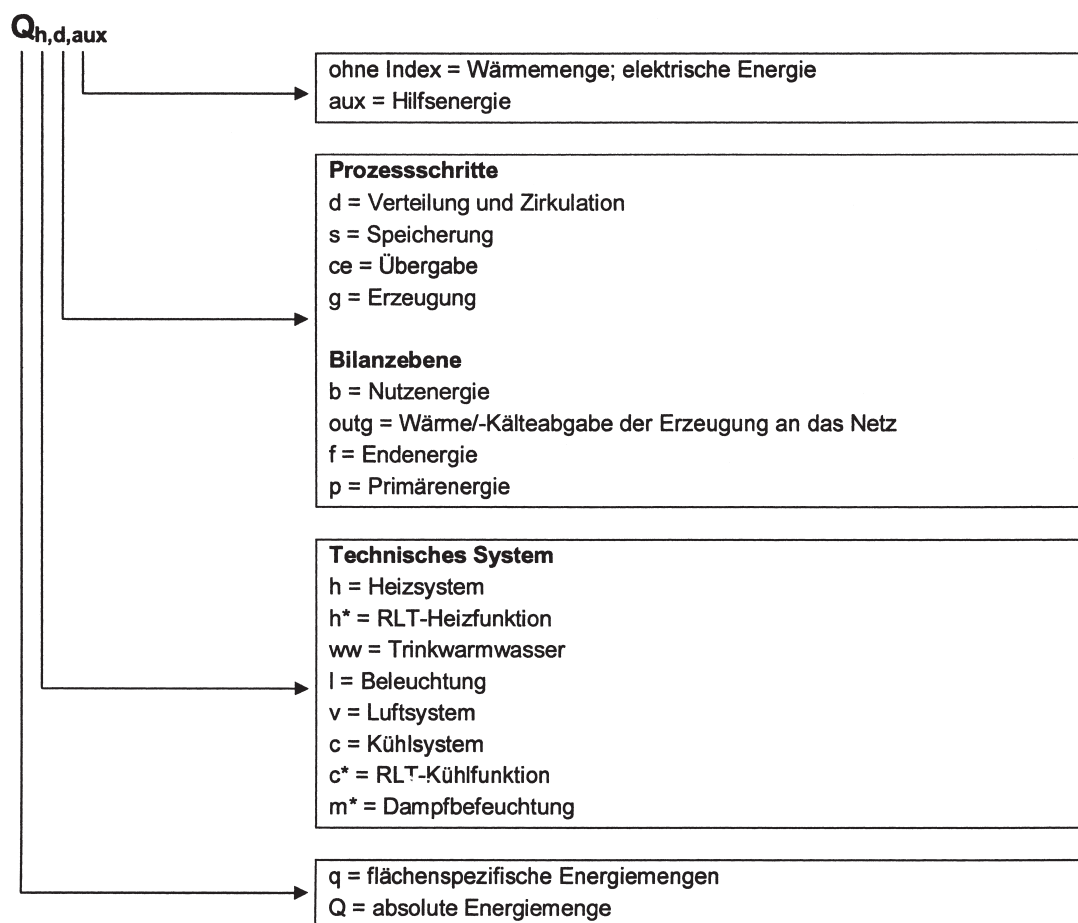 Qh,d,aux
ohne Index = Wärmemenge; elektrische Energie
aux = Hilfsenergie
Prozessschritte
d = Verteilung und Zirkulation
s = Speicherung
ce = Übergabe
g = Erzeugung
Bilanzebene
b = Nutzenergie
outg = Wärme/-Kälteabgabe der Erzeugung an das Netz
f = Endenergie
p = Primärenergie
Technisches System
h = Heizsystem
h* = RLT-Heizfunktion
ww = Trinkwarmwasser
l = Beleuchtung
v = Luftsystem
c = Kühlsystem
c* = RLT-Kühlfunktion
m* = Dampfbefeuchtung
q = flächenspezifische Energiemengen
Q = absolute Energiemenge